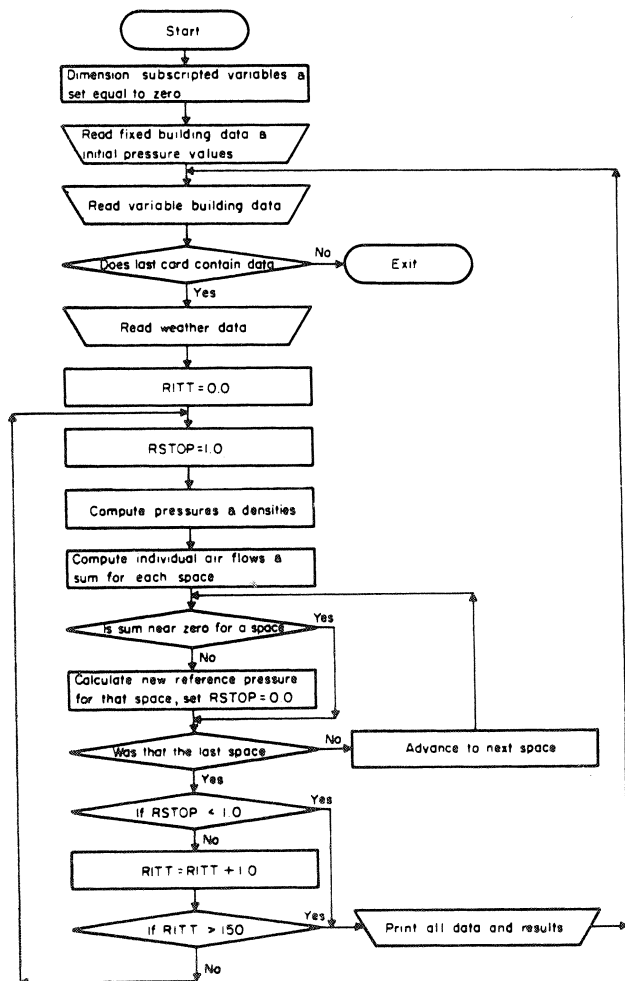 Start
Dimension subscripted variables &
set equal to zero
Read fixed building data &
initial pressure values
Read variable building data
Does last card contain data
No
Exit
Yes
Read weather data
RITT = 0.0
RSTOP=1.0
Compute pressures & densities
Compute individual air flows &
sum for each space
Is sum near zero for a space
Yes
No
Calculate new reference pressure
for that space, set RSTOP=0.0
Was that the last space
No
Advance to next space
Yes
If RSTOP < 1.0
Yes
No
RITT = RITT + 1.0
If RITT > 150
Yes
Print all data and results
No